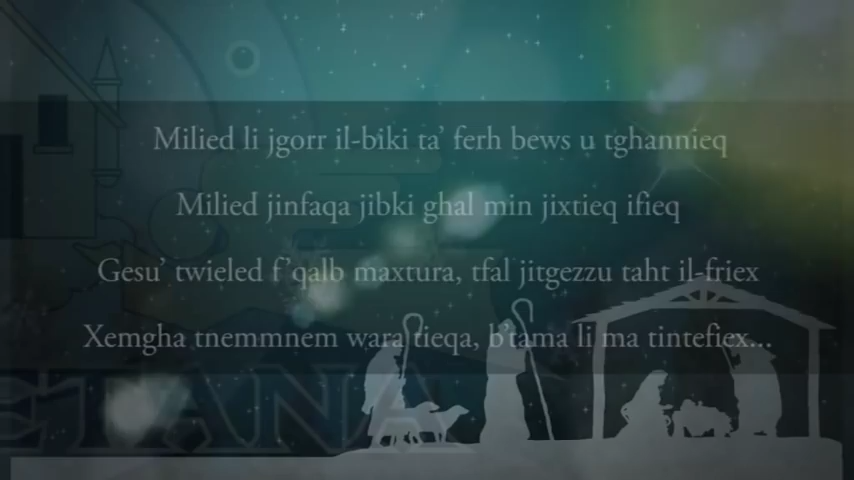 Milied li jgorr il-biki ta' ferh bews u tghannieq
Milied jinfaqa jibki ghal min jixtieq ifieq
Gesu' twieled f'qalb maxtura, tfal jitgezzu taht il-friex
Xemgha tnemmnem wara tieqa, b'tama li ma tintefiex...
ETANA